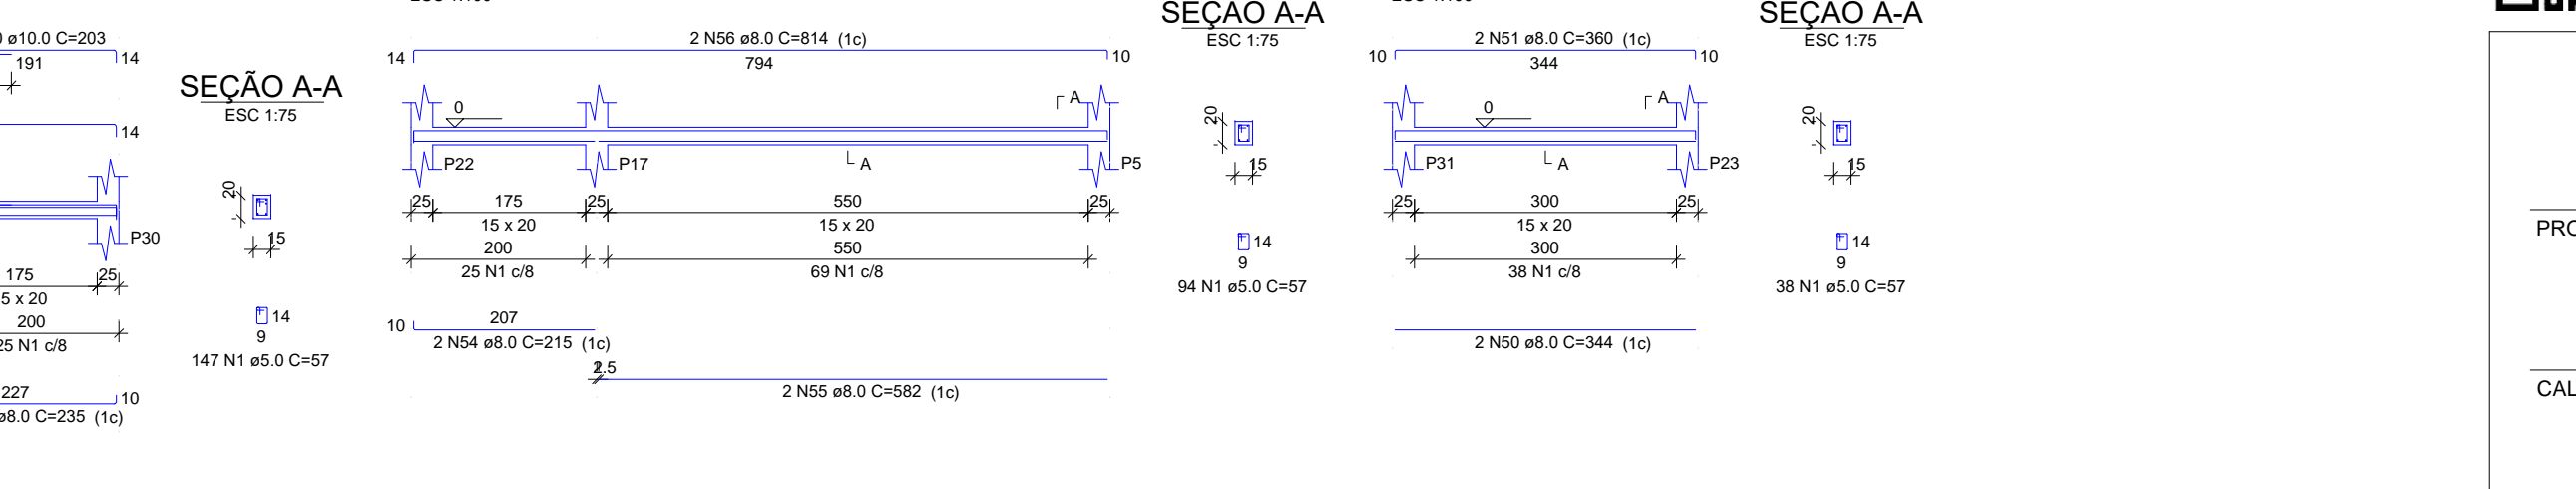 SEÇÃO A-A
ESC 1:75
SEÇÃO A-A
ESC 1:75
ø10.0 C=203
14
191
14
P30
175
25
5 x 20
200
25 N1 c/8
227
10
ø8.0 C=235 (1c)
SEÇÃO A-A
ESC 1:75
20
15
14
9
147 N1 ø5.0 C=57
2 N56 ø8.0 C=814 (1c)
14
794
10
0
A
P22
P17
A
P5
25
175
25
550
25
15 x 20
15 x 20
200
550
25 N1 c/8
69 N1 c/8
10
207
2 N54 ø8.0 C=215 (1c)
2 N55 ø8.0 C=582 (1c)
20
15
14
9
94 N1 ø5.0 C=57
2 N51 ø8.0 C=360 (1c)
10
344
10
0
A
P31
A
P23
25
300
25
15 x 20
300
38 N1 c/8
2 N50 ø8.0 C=344 (1c)
20
15
14
9
38 N1 ø5.0 C=57
PRO
CAL